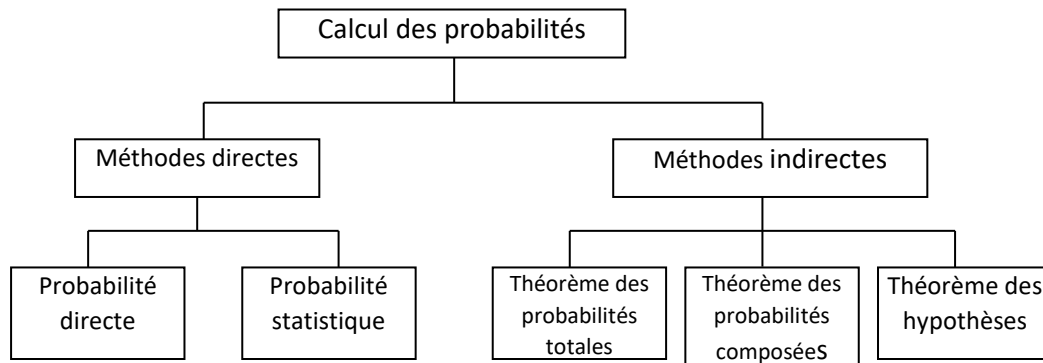 Calcul des probabilités
Méthodes directes
Méthodes indirectes
Probabilité
directe
Probabilité
statistique
Théorème des
probabilités
totales
Théorème des
probabilités
composées
Théorème des
hypothèses